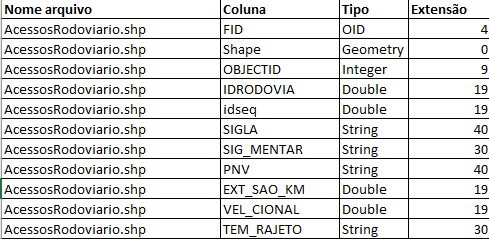 Nome arquivo Coluna Tipo Extensão
AcessosRodoviario.shp FID OID 4
AcessosRodoviario.shp Shape Geometry 0
AcessosRodoviario.shp OBJECTID Integer 9
AcessosRodoviario.shp IDRODOVIA Double 19
AcessosRodoviario.shp idseq Double 19
AcessosRodoviario.shp SIGLA String 40
AcessosRodoviario.shp SIG_MENTAR String 30
AcessosRodoviario.shp PNV String 40
AcessosRodoviario.shp EXT_SAO_KM Double 19
AcessosRodoviario.shp VEL_CIONAL Double 19
AcessosRodoviario.shp TEM_RAJETO String 30